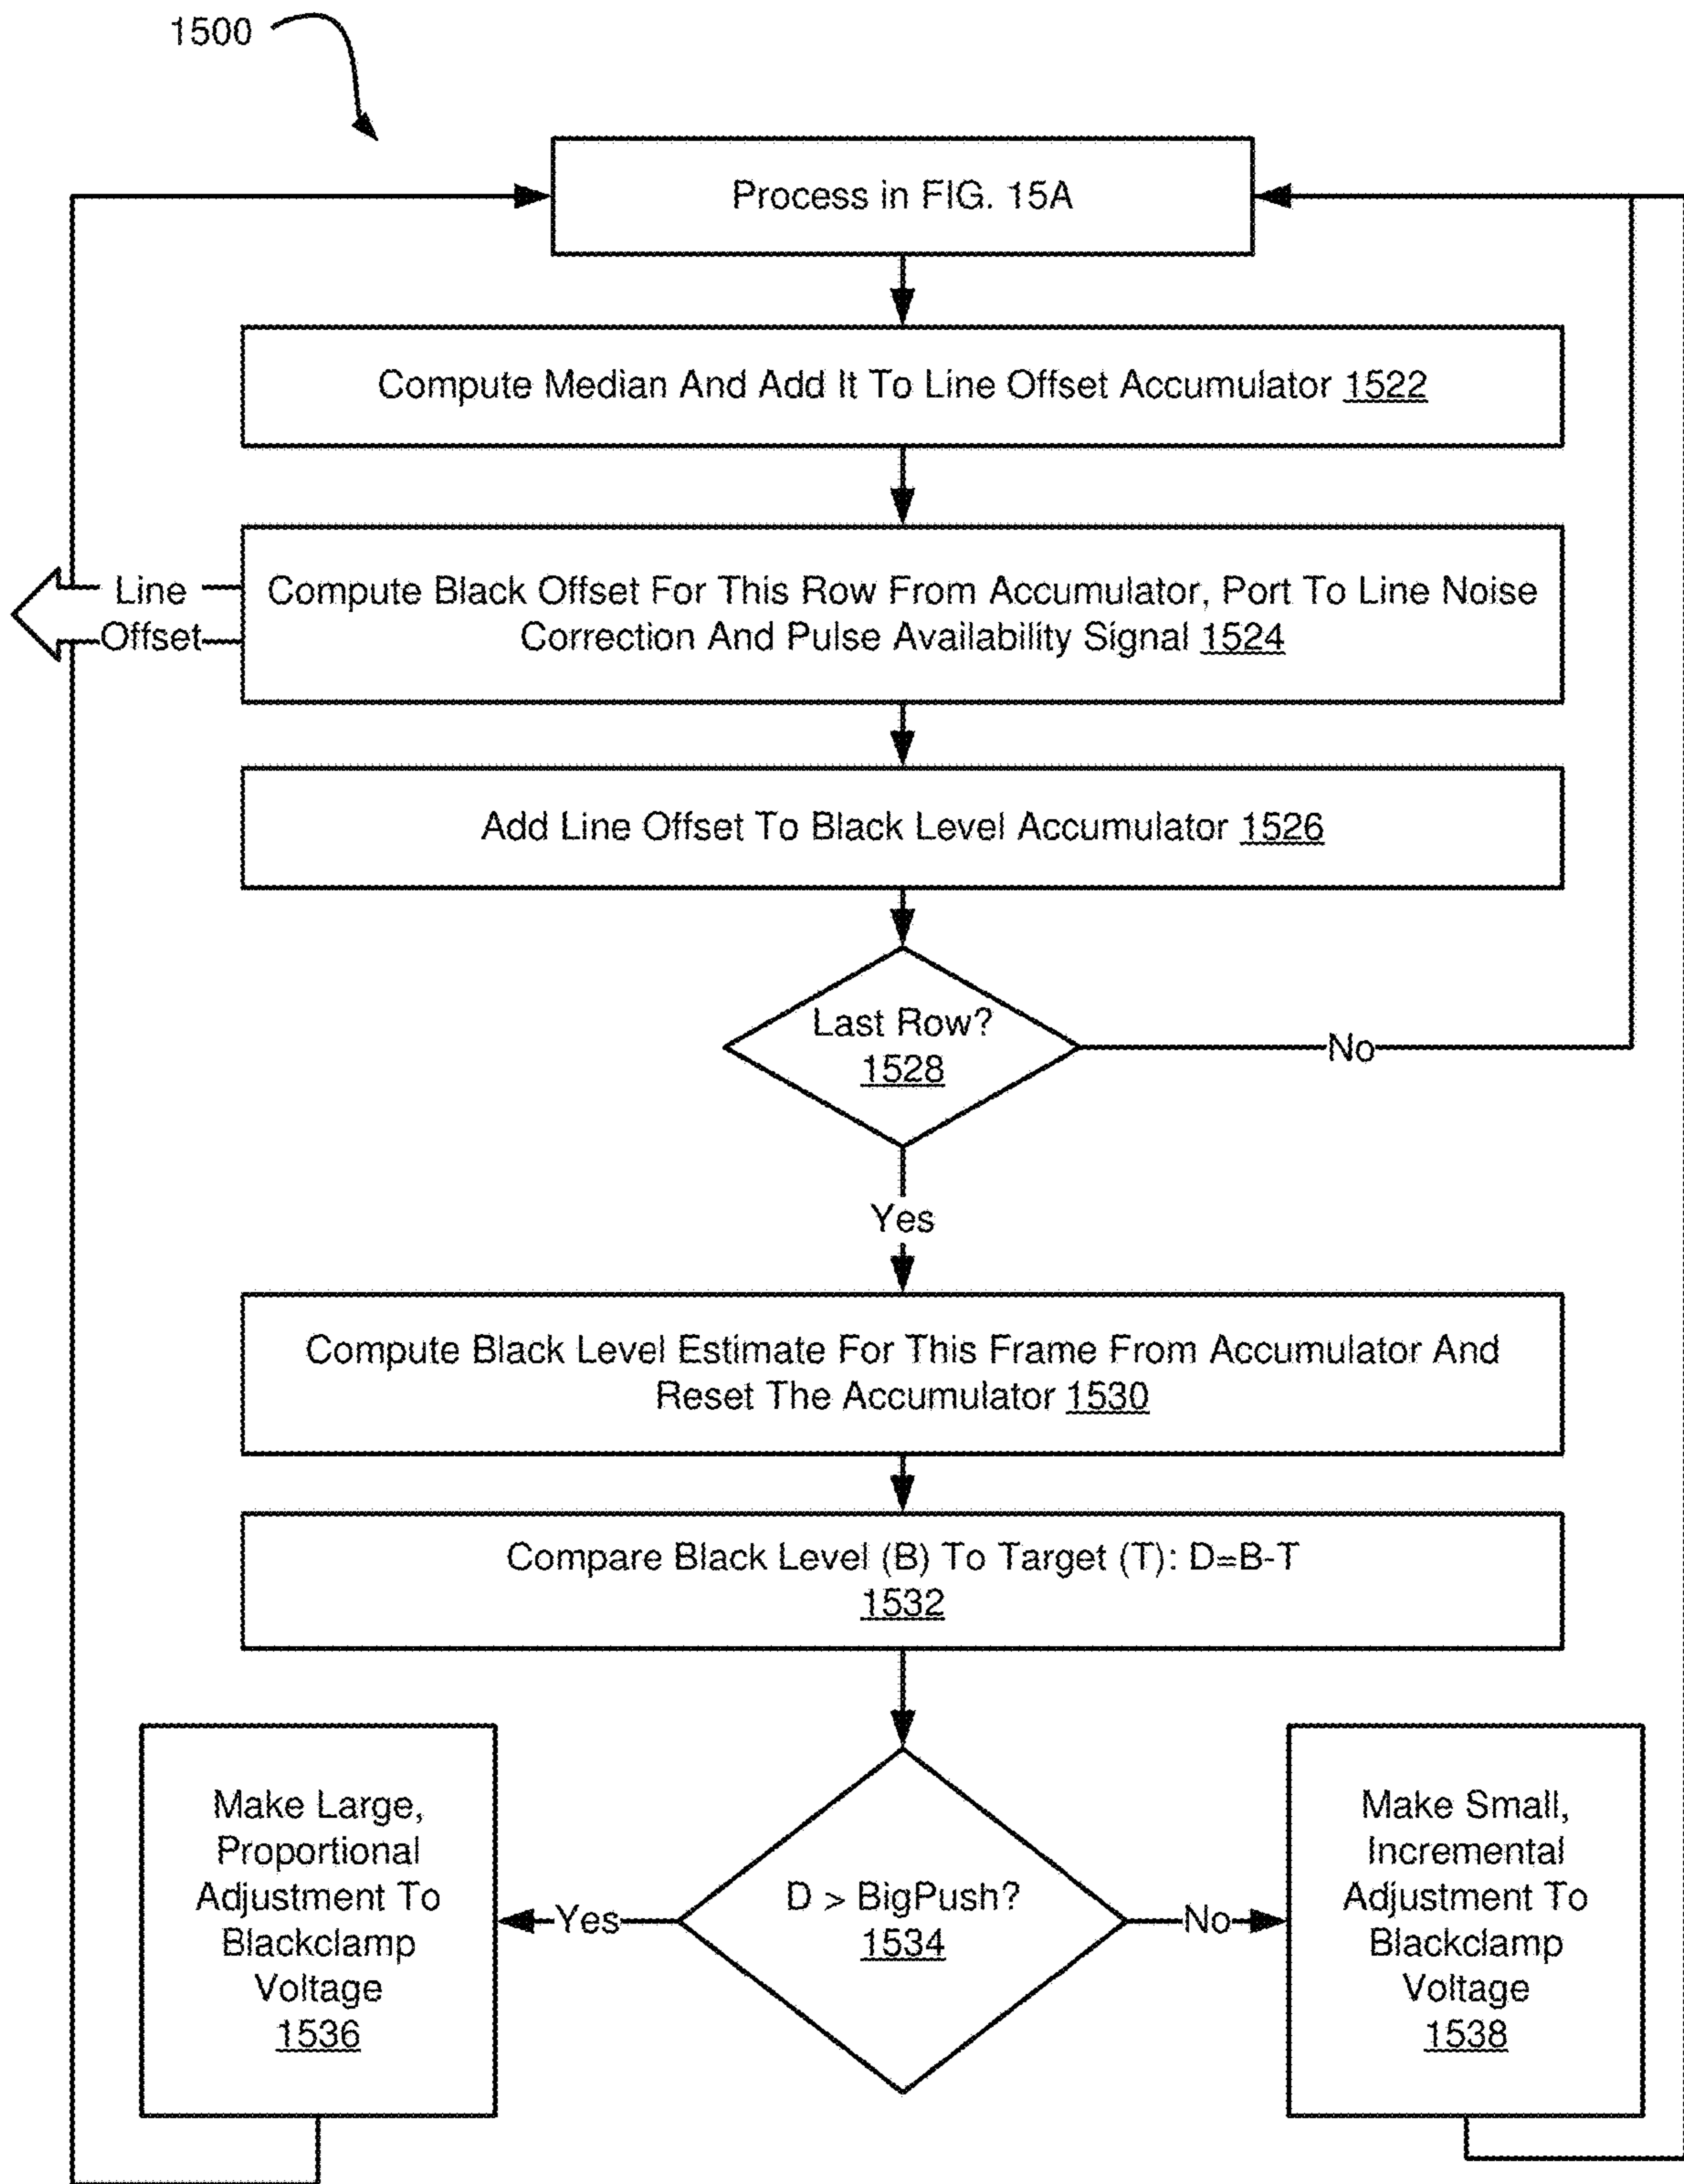 1500
Process in FIG. 15A
Compute Median And Add It To Line Offset Accumulator 1522
Line
Offset
Compute Black Offset For This Row From Accumulator, Port To Line Noise
Correction And Pulse Availability Signal 1524
Add Line Offset To Black Level Accumulator 1526
Last Row?
1528
No
Yes
Compute Black Level Estimate For This Frame From Accumulator And
Reset The Accumulator 1530
Compare Black Level (B) To Target (T): D=B-T
1532
Make Large,
Proportional
Adjustment To
Blackclamp
Voltage
1536
Yes
D > BigPush?
1534
No
Make Small,
Incremental
Adjustment To
Blackclamp
Voltage
1538